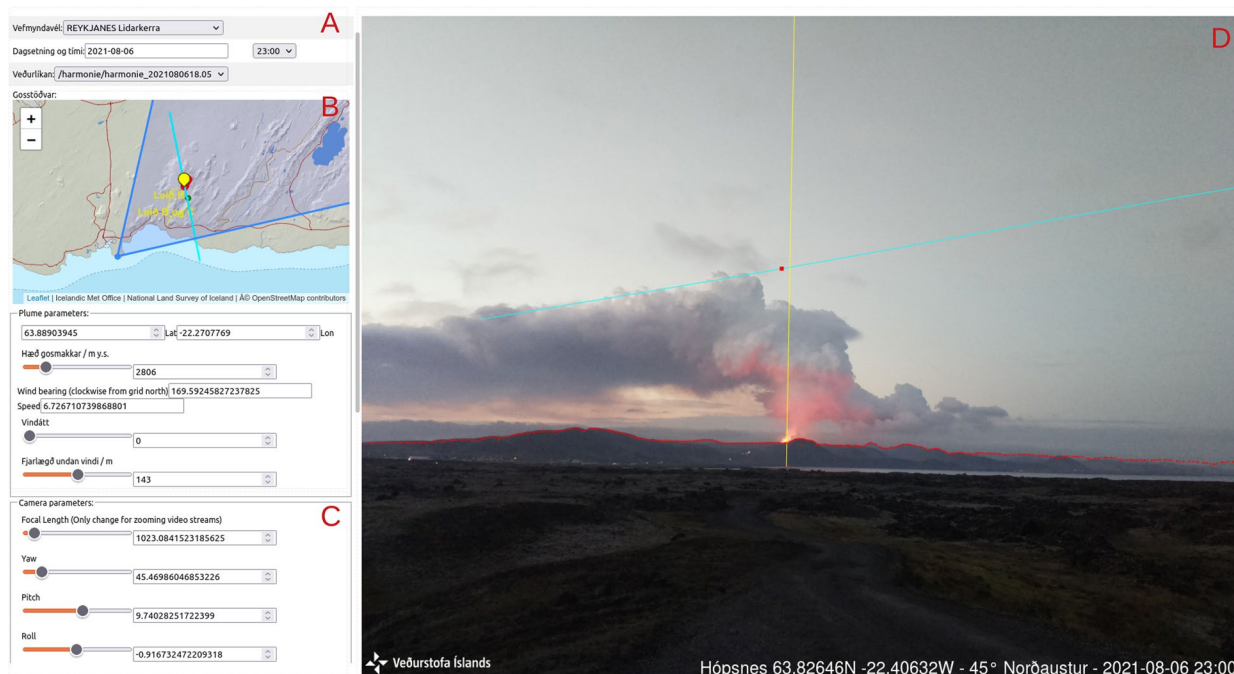 A
Vefmyndavél: REYKJANES Lidarkerra
Dagsetning og tími: 2021-08-06 23:00
Veðurlíkan: /harmonie/harmonie_2021080618.05
Gosstöðvar:
B
+
−
Leaflet | Icelandic Met Office | National Land Survey of Iceland | Â© OpenStreetMap contributors
Plume parameters:
63.88903945 Lat -22.2707769 Lon
Hæð gosmakkar / m y.s.
2806
Wind bearing (clockwise from grid north) 169.59245827237825
Speed 6.726710739868801
Vindátt
0
Fjarlægð undan vindi / m
143
Camera parameters:
C
Focal Length (Only change for zooming video streams)
1023.0841523185625
Yaw
45.46986046853226
Pitch
9.74028251722399
Roll
-0.916732472209318
D
Veðurstofa Íslands
Hópsnes 63.82646N -22.40632W - 45° Norðaustur - 2021-08-06 23:00